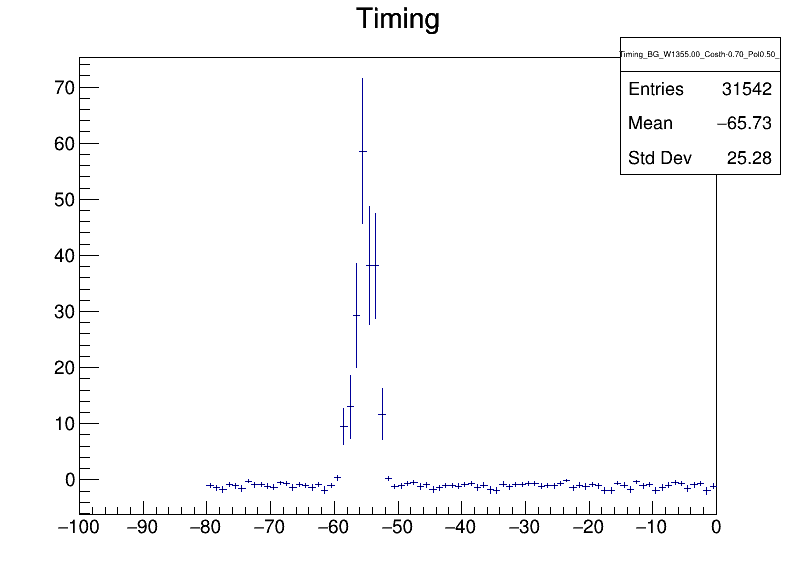 Timing
Timing_BG_W1355.00_Costh-0.70_Pol0.50_
Entries 31542
Mean −65.73
Std Dev 25.28
70
60
50
40
30
20
10
0
−100 −90 −80 −70 −60 −50 −40 −30 −20 −10 0